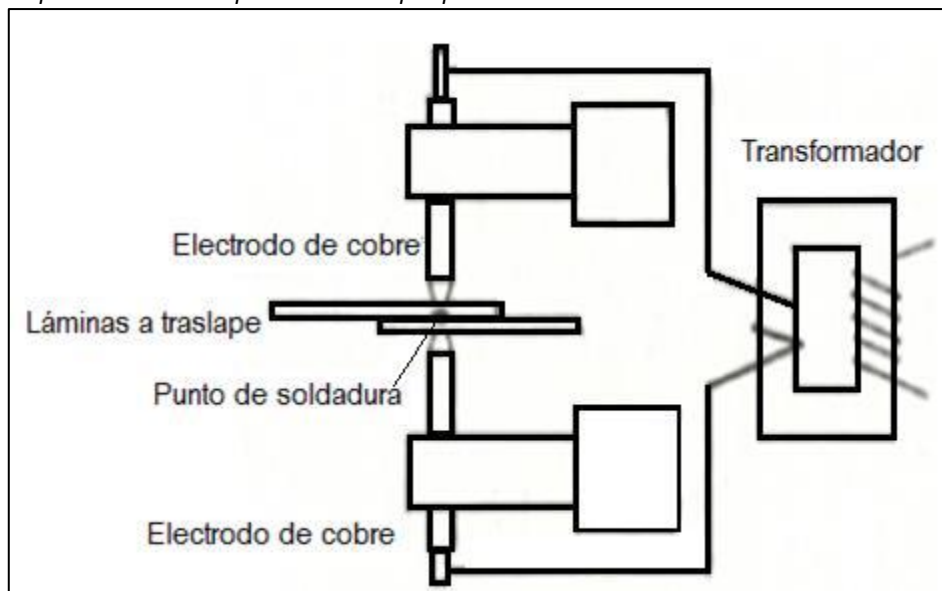 Transformador
Electrodo de cobre
Láminas a traslape
Punto de soldadura
Electrodo de cobre